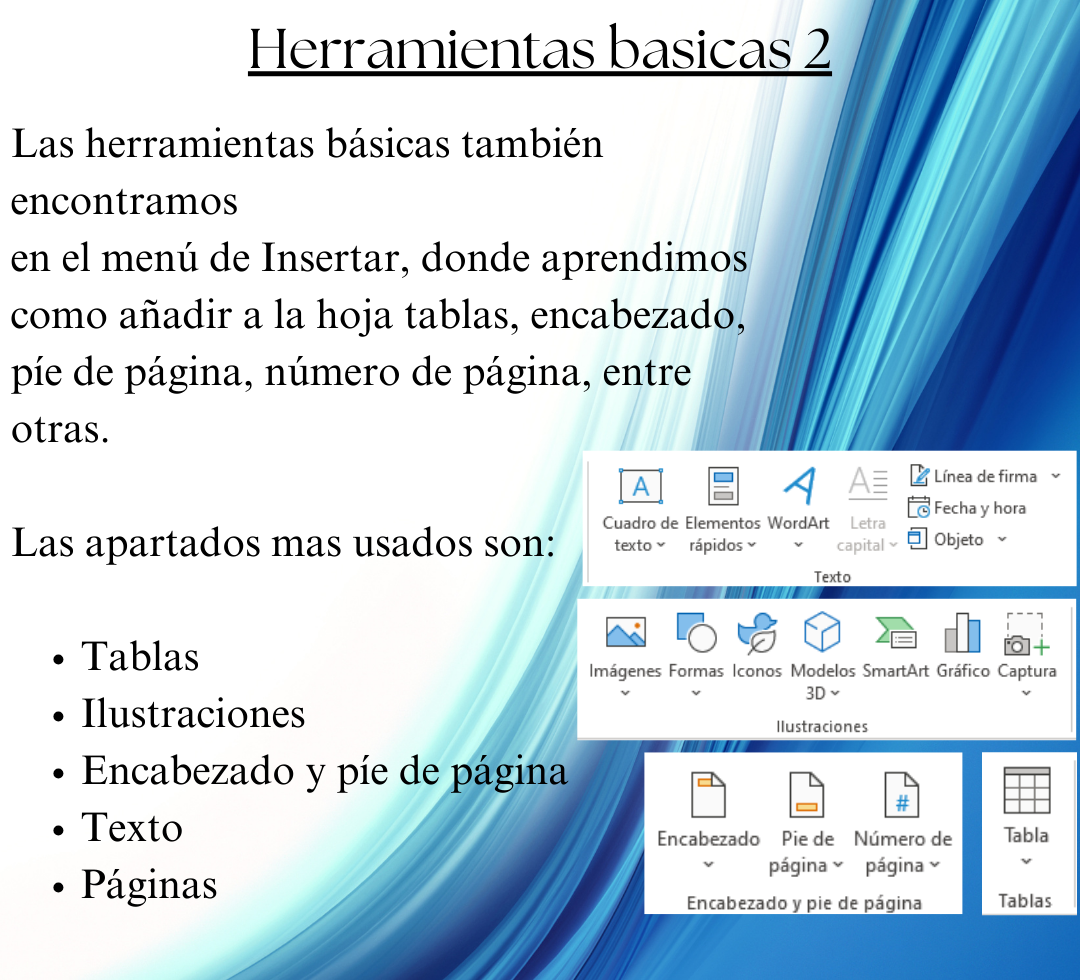 Herramientas basicas 2
Las herramientas básicas también
encontramos
en el menú de Insertar, donde aprendimos
como añadir a la hoja tablas, encabezado,
píe de página, número de página, entre
otras.
Las apartados mas usados son:
• Tablas
• Ilustraciones
• Encabezado y píe de página
• Texto
• Páginas
A
Cuadro de
texto
Elementos
rápidos
A
WordArt
A
Letra
capital
Línea de firma
Fecha y hora
Objeto
Texto
Imágenes
Formas
Iconos
Modelos
3D
SmartArt
Gráfico
Captura
Ilustraciones
Encabezado
Pie de
página
#
Número de
página
Encabezado y pie de página
Tabla
Tablas